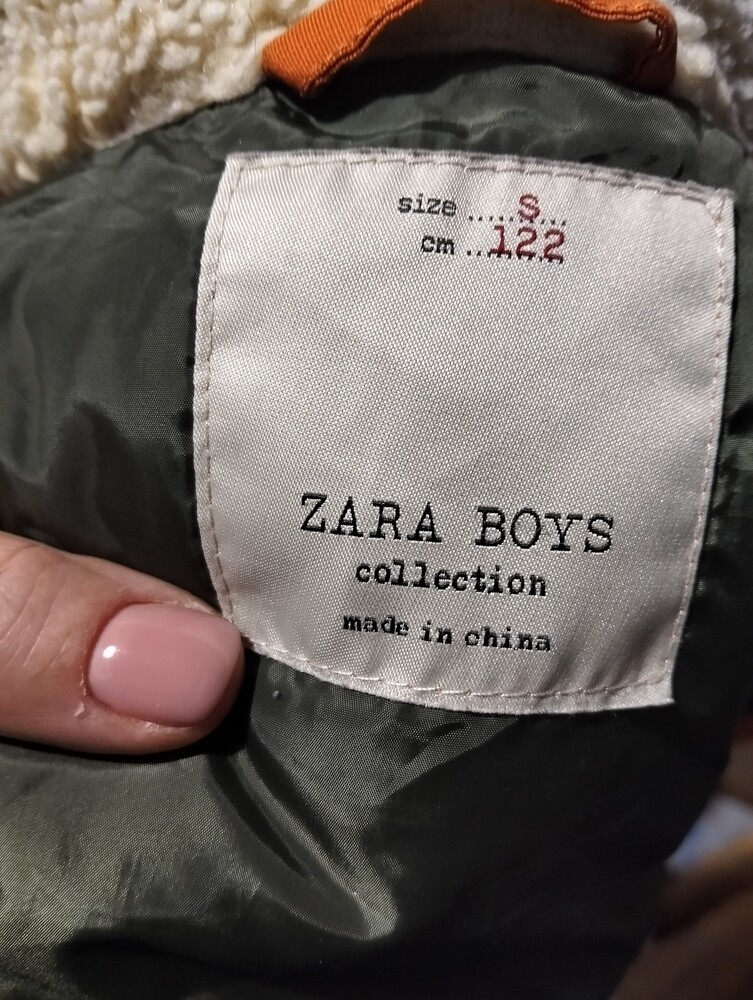 size .....S...
cm ..122
ZARA BOYS
collection
made in china